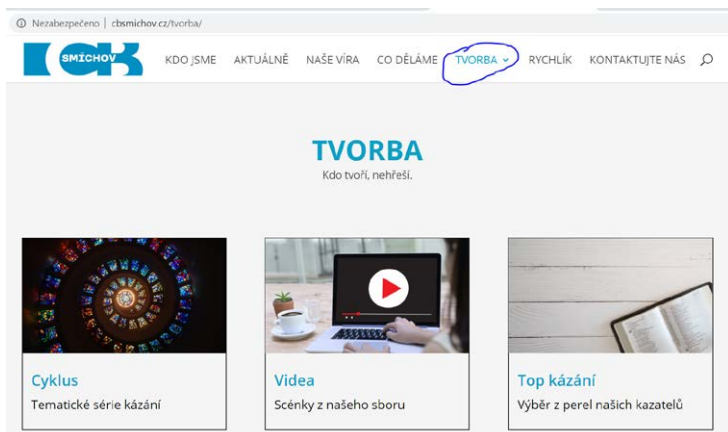 Nezabezpečeno | cbsmichov.cz/tvorba/
SMÍCHOV KDO JSME AKTUÁLNĚ NAŠE VÍRA CO DĚLÁME TVORBA RYCHLÍK KONTAKTUJTE NÁS
TVORBA
Kdo tvoří, nehřeší.
Cyklus
Tematické série kázání
Videa
Scénky z našeho sboru
Top kázání
Výběr z perel našich kazatelů